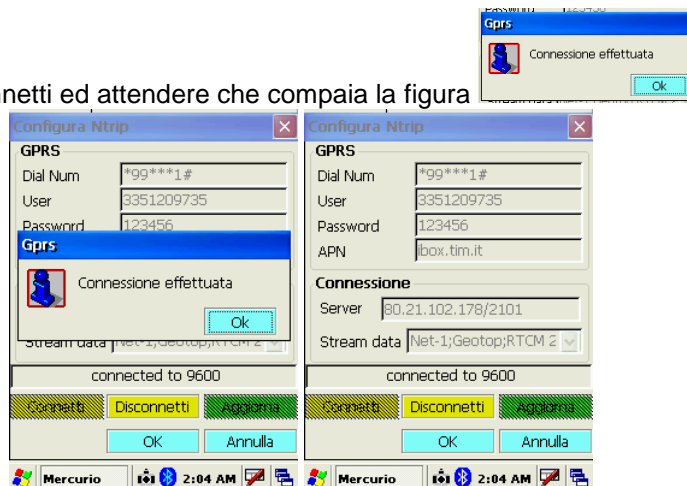 Password 123456
Gprs
Connessione effettuata
Ok
nnetti ed attendere che compaia la figura
Configura Ntrip
GPRS
Dial Num *99***1#
User 3351209735
Password 123456
Gprs
Connessione effettuata
Ok
Stream data Net-1;Geotop;RTCM 2
connected to 9600
Connetti Disconnetti Aggiorna
OK Annulla
Mercurio 2:04 AM
Configura Ntrip
GPRS
Dial Num *99***1#
User 3351209735
Password 123456
APN ibox.tim.it
Connessione
Server 80.21.102.178/2101
Stream data Net-1;Geotop;RTCM 2
connected to 9600
Connetti Disconnetti Aggiorna
OK Annulla
Mercurio 2:04 AM